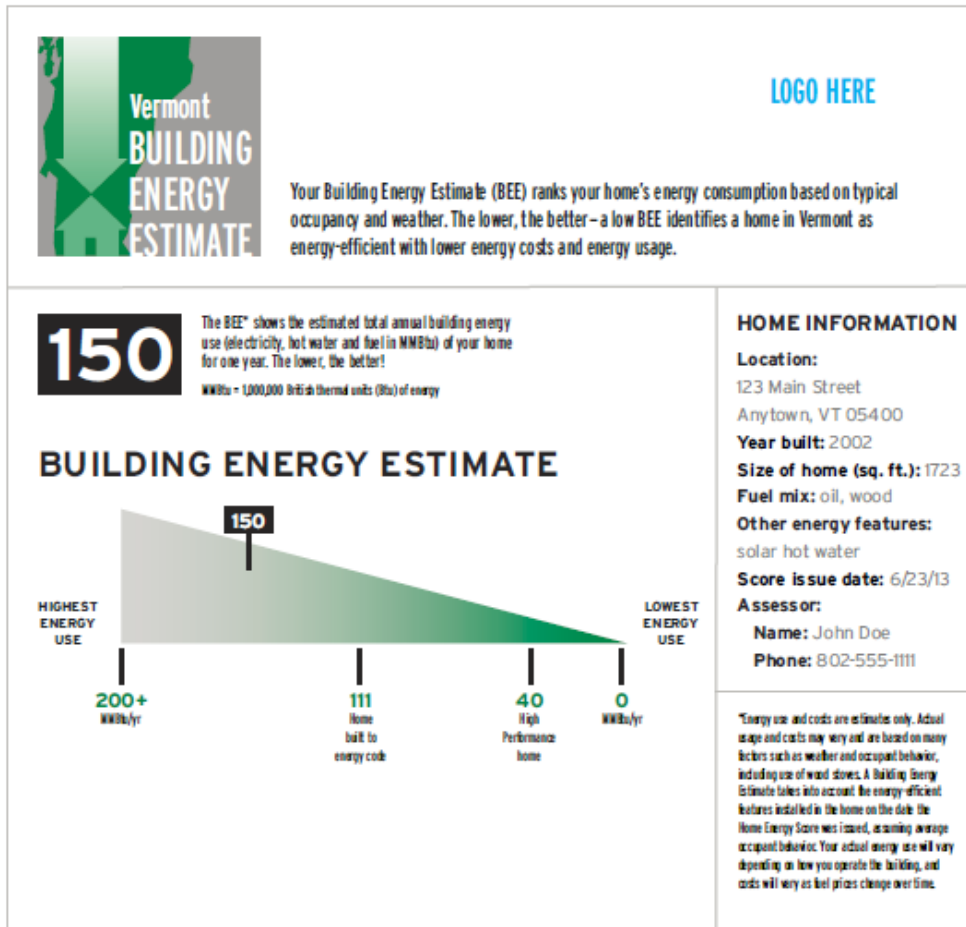 Vermont
BUILDING
ENERGY
ESTIMATE
LOGO HERE
Your Building Energy Estimate (BEE) ranks your home's energy consumption based on typical
occupancy and weather. The lower, the better – a low BEE identifies a home in Vermont as
energy-efficient with lower energy costs and energy usage.
150
The BEE* shows the estimated total annual building energy
use (electricity, hot water and fuel in MMBtu) of your home
for one year. The lower, the better!
MMBtu = 1,000,000 British thermal units (Btu) of energy
BUILDING ENERGY ESTIMATE
150
HIGHEST
ENERGY
USE
LOWEST
ENERGY
USE
200+
MMBtu/yr
111
Home
built to
energy code
40
High
Performance
home
0
MMBtu/yr
HOME INFORMATION
Location:
123 Main Street
Anytown, VT 05400
Year built: 2002
Size of home (sq. ft.): 1723
Fuel mix: oil, wood
Other energy features:
solar hot water
Score issue date: 6/23/13
Assessor:
Name: John Doe
Phone: 802-555-1111
*Energy use and costs are estimates only. Actual
usage and costs may vary and are based on many
factors such as weather and occupant behavior,
including use of wood stoves. A Building Energy
Estimate takes into account the energy-efficient
features installed in the home on the date the
Home Energy Score was issued, assuming average
occupant behavior. Your actual energy use will vary
depending on how you operate the building, and
costs will vary as fuel prices change over time.